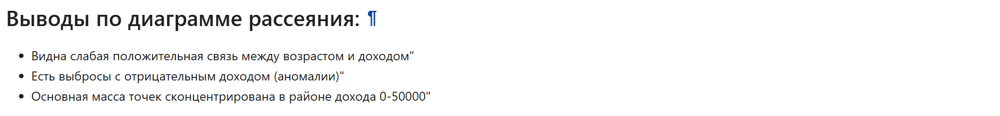 Выводы по диаграмме рассеяния: ¶
Видна слабая положительная связь между возрастом и доходом"
Есть выбросы с отрицательным доходом (аномалии)"
Основная масса точек сконцентрирована в районе дохода 0-50000"